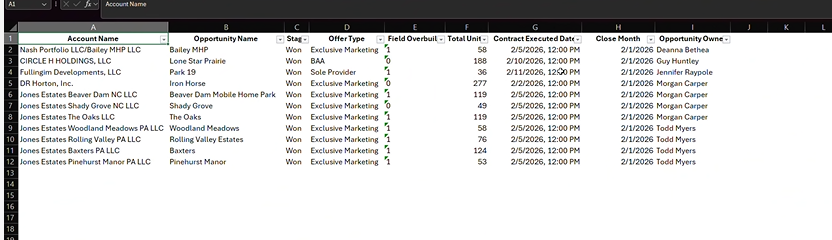 A1 fx Account Name
A B C D E F G H I J K L
1 Account Name Opportunity Name Stag Offer Type Field Overbuil Total Unit Contract Executed Date Close Month Opportunity Owne
2 Nash Portfolio LLC/Bailey MHP LLC Bailey MHP Won Exclusive Marketing 1 58 2/5/2026, 12:00 PM 2/1/2026 Deanna Bethea
3 CIRCLE H HOLDINGS, LLC Lone Star Prairie Won BAA 0 188 2/10/2026, 12:00 PM 2/1/2026 Guy Huntley
4 Fullingim Developments, LLC Park 19 Won Sole Provider 1 36 2/11/2026, 12:00 PM 2/1/2026 Jennifer Raypole
5 DR Horton, Inc. Iron Horse Won Exclusive Marketing 0 277 2/2/2026, 12:00 PM 2/1/2026 Morgan Carper
6 Jones Estates Beaver Dam NC LLC Beaver Dam Mobile Home Park Won Exclusive Marketing 1 119 2/5/2026, 12:00 PM 2/1/2026 Morgan Carper
7 Jones Estates Shady Grove NC LLC Shady Grove Won Exclusive Marketing 0 49 2/5/2026, 12:00 PM 2/1/2026 Morgan Carper
8 Jones Estates The Oaks LLC The Oaks Won Exclusive Marketing 1 119 2/5/2026, 12:00 PM 2/1/2026 Morgan Carper
9 Jones Estates Woodland Meadows PA LLC Woodland Meadows Won Exclusive Marketing 1 58 2/5/2026, 12:00 PM 2/1/2026 Todd Myers
10 Jones Estates Rolling Valley PA LLC Rolling Valley Estates Won Exclusive Marketing 1 76 2/5/2026, 12:00 PM 2/1/2026 Todd Myers
11 Jones Estates Baxters PA LLC Baxters Won Exclusive Marketing 1 124 2/5/2026, 12:00 PM 2/1/2026 Todd Myers
12 Jones Estates Pinehurst Manor PA LLC Pinehurst Manor Won Exclusive Marketing 1 53 2/5/2026, 12:00 PM 2/1/2026 Todd Myers
13
14
15
16
17
18